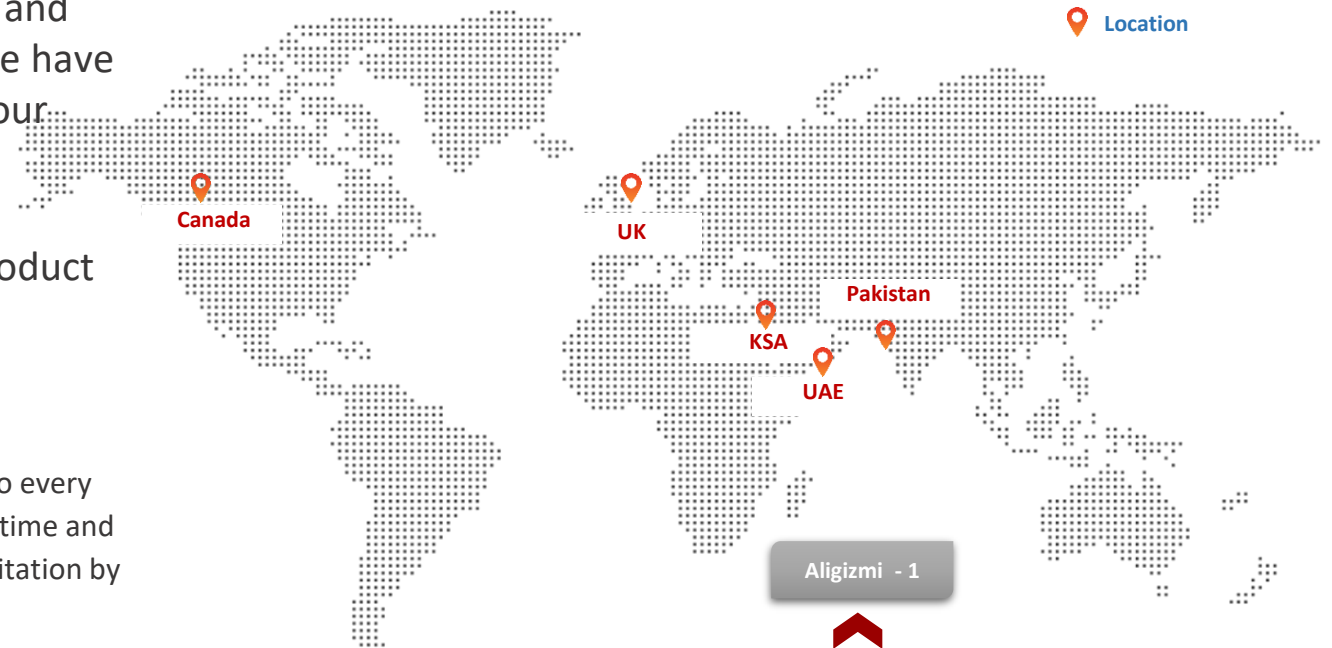 and
e have
our
oduct
o every
time and
itation by
Location
Canada
UK
Pakistan
KSA
UAE
Aligizmi - 1